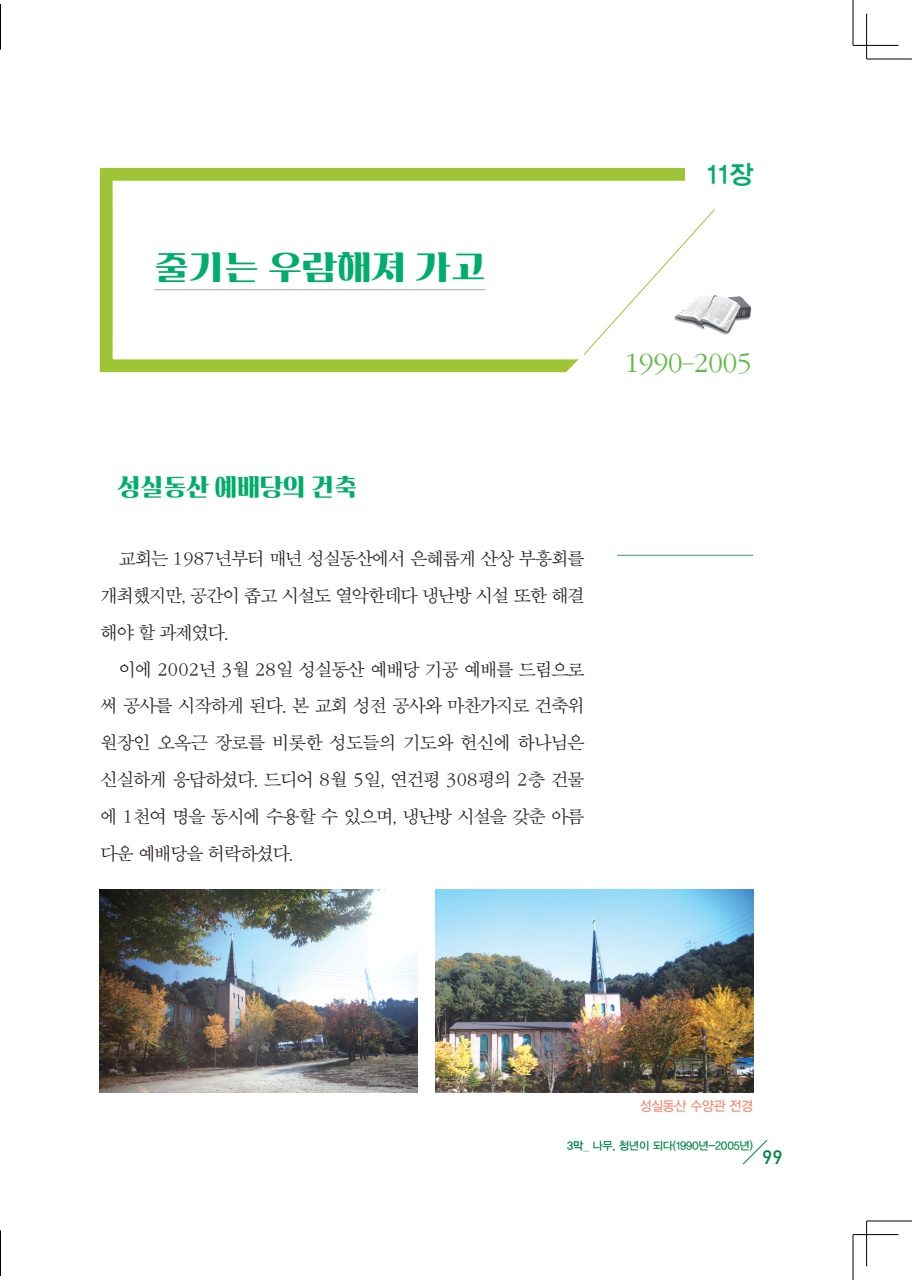 11장
줄기는 우람해져 가고
1990-2005
성실동산 예배당의 건축
교회는 1987년부터 매년 성실동산에서 은혜롭게 산상 부흥회를
개최했지만, 공간이 좁고 시설도 열악한데다 냉난방 시설 또한 해결
해야 할 과제였다.
이에 2002년 3월 28일 성실동산 예배당 기공 예배를 드림으로
써 공사를 시작하게 된다. 본 교회 성전 공사와 마찬가지로 건축위
원장인 오옥근 장로를 비롯한 성도들의 기도와 헌신에 하나님은
신실하게 응답하셨다. 드디어 8월 5일, 연건평 308평의 2층 건물
에 1천여 명을 동시에 수용할 수 있으며, 냉난방 시설을 갖춘 아름
다운 예배당을 허락하셨다.
성실동산 수양관 전경
3막_ 나무, 청년이 되다(1990년-2005년)
99